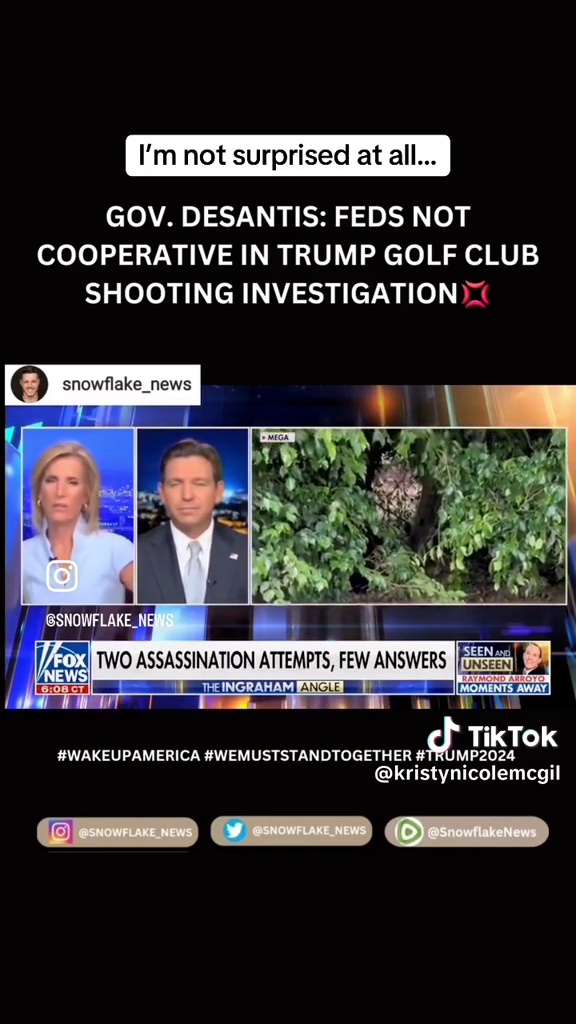 I'm not surprised at all...
GOV. DESANTIS: FEDS NOT
COOPERATIVE IN TRUMP GOLF CLUB
SHOOTING INVESTIGATION💢
snowflake_news
MEGA
@SNOWFLAKE_NEWS
FOX
NEWS
6:08 CT
TWO ASSASSINATION ATTEMPTS, FEW ANSWERS
THE INGRAHAM ANGLE
SEEN AND
UNSEEN
RAYMOND ARROYO
MOMENTS AWAY
TikTok
#WAKEUPAMERICA #WEMUSTSTANDTOGETHER #TRUMP2024
@kristynicolemcgil
@SNOWFLAKE_NEWS
@SNOWFLAKE_NEWS
@SnowflakeNews